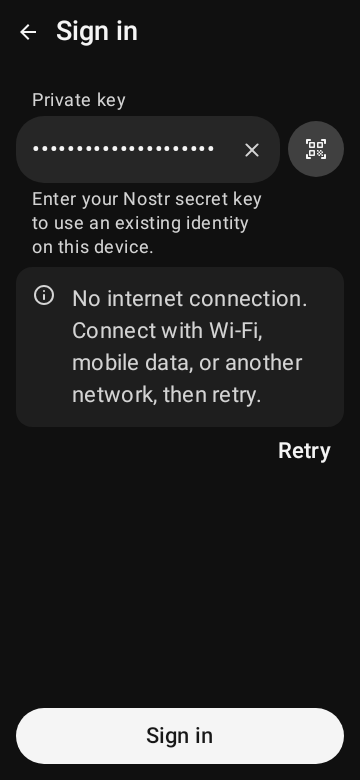 Sign in
Private key
•••••••••••••••••••••
Enter your Nostr secret key
to use an existing identity
on this device.
No internet connection.
Connect with Wi-Fi,
mobile data, or another
network, then retry.
Retry
Sign in